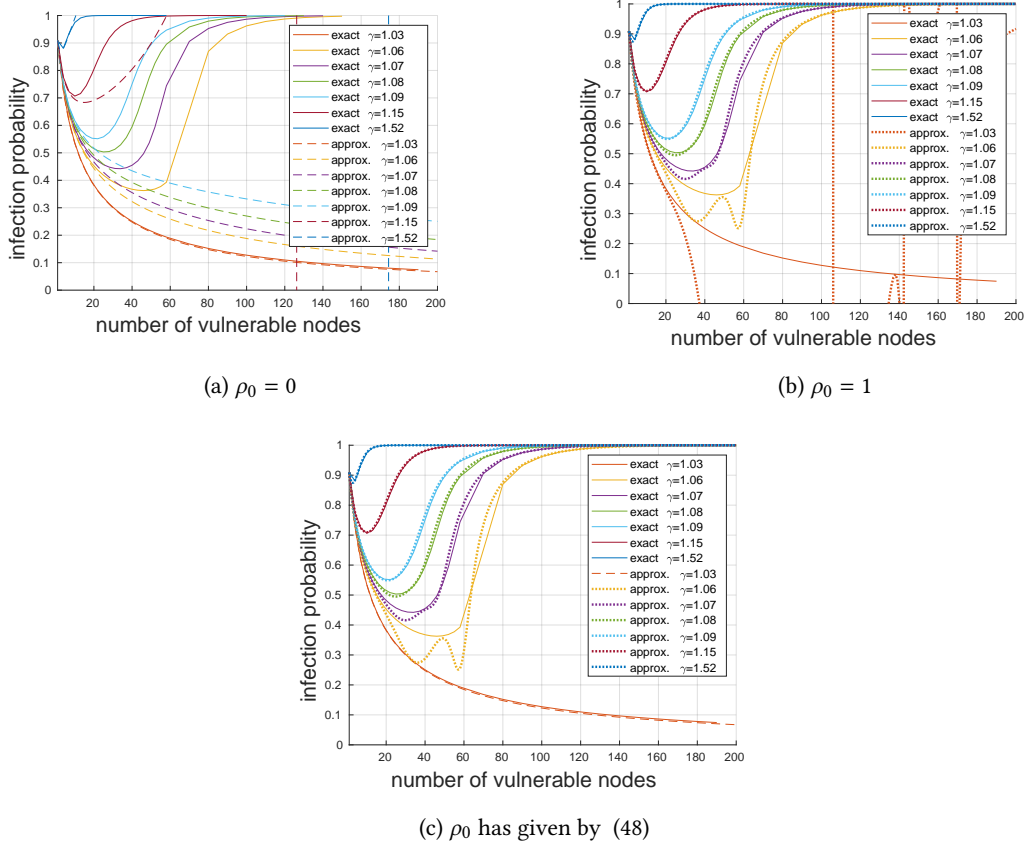 1
0.9
0.8
0.7
0.6
0.5
0.4
0.3
0.2
0.1
0
infection probability
20 40 60 80 100 120 140 160 180 200
number of vulnerable nodes
exact γ=1.03
exact γ=1.06
exact γ=1.07
exact γ=1.08
exact γ=1.09
exact γ=1.15
exact γ=1.52
approx. γ=1.03
approx. γ=1.06
approx. γ=1.07
approx. γ=1.08
approx. γ=1.09
approx. γ=1.15
approx. γ=1.52
(a) ρ0 = 0
1
0.9
0.8
0.7
0.6
0.5
0.4
0.3
0.2
0.1
0
infection probability
20 40 60 80 100 120 140 160 180 200
number of vulnerable nodes
exact γ=1.03
exact γ=1.06
exact γ=1.07
exact γ=1.08
exact γ=1.09
exact γ=1.15
exact γ=1.52
approx. γ=1.03
approx. γ=1.06
approx. γ=1.07
approx. γ=1.08
approx. γ=1.09
approx. γ=1.15
approx. γ=1.52
(b) ρ0 = 1
1
0.9
0.8
0.7
0.6
0.5
0.4
0.3
0.2
0.1
0
infection probability
20 40 60 80 100 120 140 160 180 200
number of vulnerable nodes
exact γ=1.03
exact γ=1.06
exact γ=1.07
exact γ=1.08
exact γ=1.09
exact γ=1.15
exact γ=1.52
approx. γ=1.03
approx. γ=1.06
approx. γ=1.07
approx. γ=1.08
approx. γ=1.09
approx. γ=1.15
approx. γ=1.52
(c) ρ0 has given by (48)